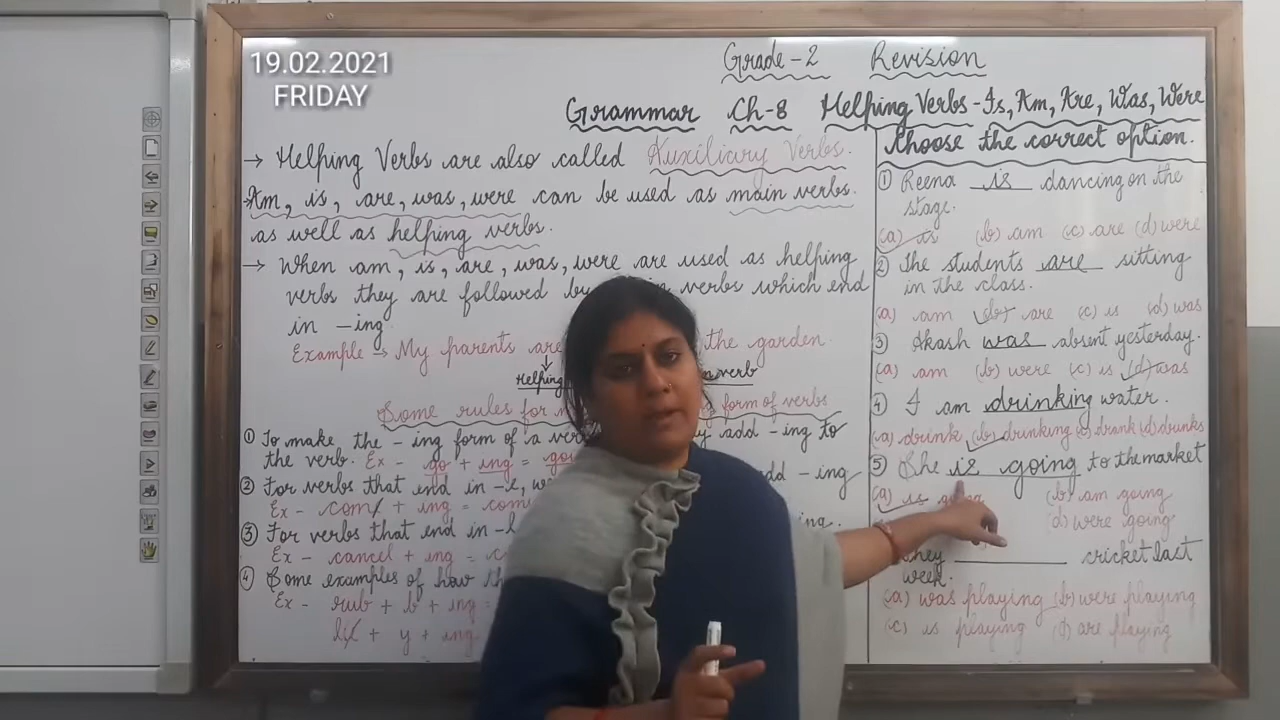 19.02.2021
FRIDAY
Grade-2 Revision
Grammar Ch-8 Helping Verbs - Is, Am, Are, Was, Were
→ Helping Verbs are also called Auxiliary Verbs.
Am, is, are, was, were can be used as main verbs
as well as helping verbs.
→ When am, is, are, was, were are used as helping
verbs they are followed by verbs which end
in -ing.
Example → My parents are the garden.
Helping verb
Some rules for form of verbs
① To make the -ing form of a add -ing to
the verb. Ex - go + ing =
② For verbs that end in -e, add -ing
Ex - come + ing =
③ For verbs that end in
Ex - cancel + ing =
④ Some examples of how
Ex - rub + b + ing =
lie + y + ing
Choose the correct option.
① Reena is dancing on the
stage.
(a) is (b) am (c) are (d) were
② The students are sitting
in the class.
(a) am (b) are (c) is (d) was
③ Akash was absent yesterday.
(a) am (b) were (c) is (d) was
④ I am drinking water.
(a) drink (b) drinking (c) drank (d) drinks
⑤ She is going to the market
(a) is (b) am going
(d) were going
They ____ cricket last
week.
(a) was playing (b) were playing
(c) is playing (d) are playing